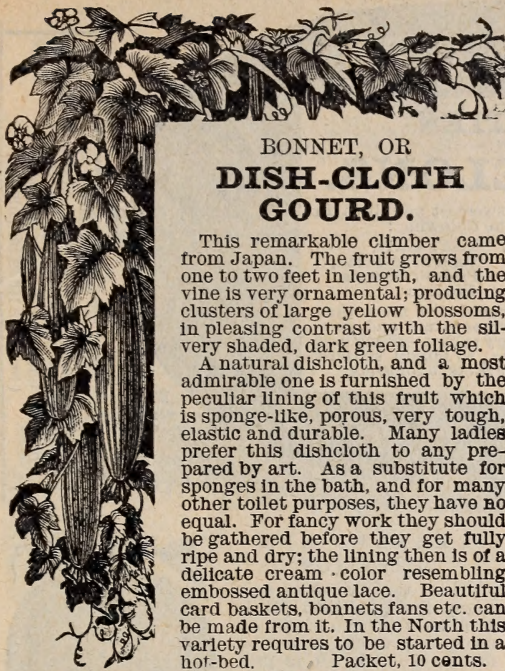 BONNET, OR
DISH-CLOTH
GOURD.
This remarkable climber came
from Japan. The fruit grows from
one to two feet in length, and the
vine is very ornamental; producing
clusters of large yellow blossoms,
in pleasing contrast with the sil-
very shaded, dark green foliage.
A natural dishcloth, and a most
admirable one is furnished by the
peculiar lining of this fruit which
is sponge-like, porous, very tough,
elastic and durable. Many ladies
prefer this dishcloth to any pre-
pared by art. As a substitute for
sponges in the bath, and for many
other toilet purposes, they have no
equal. For fancy work they should
be gathered before they get fully
ripe and dry; the lining then is of a
delicate cream · color resembling
embossed antique lace. Beautiful
card baskets, bonnets fans etc. can
be made from it. In the North this
variety requires to be started in a
hot-bed. Packet, 10 cents.